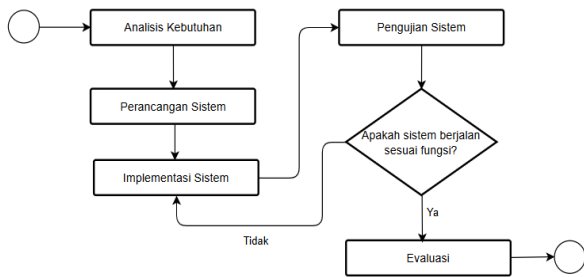 Analisis Kebutuhan
Perancangan Sistem
Implementasi Sistem
Pengujian Sistem
Apakah sistem berjalan
sesuai fungsi?
Tidak
Ya
Evaluasi